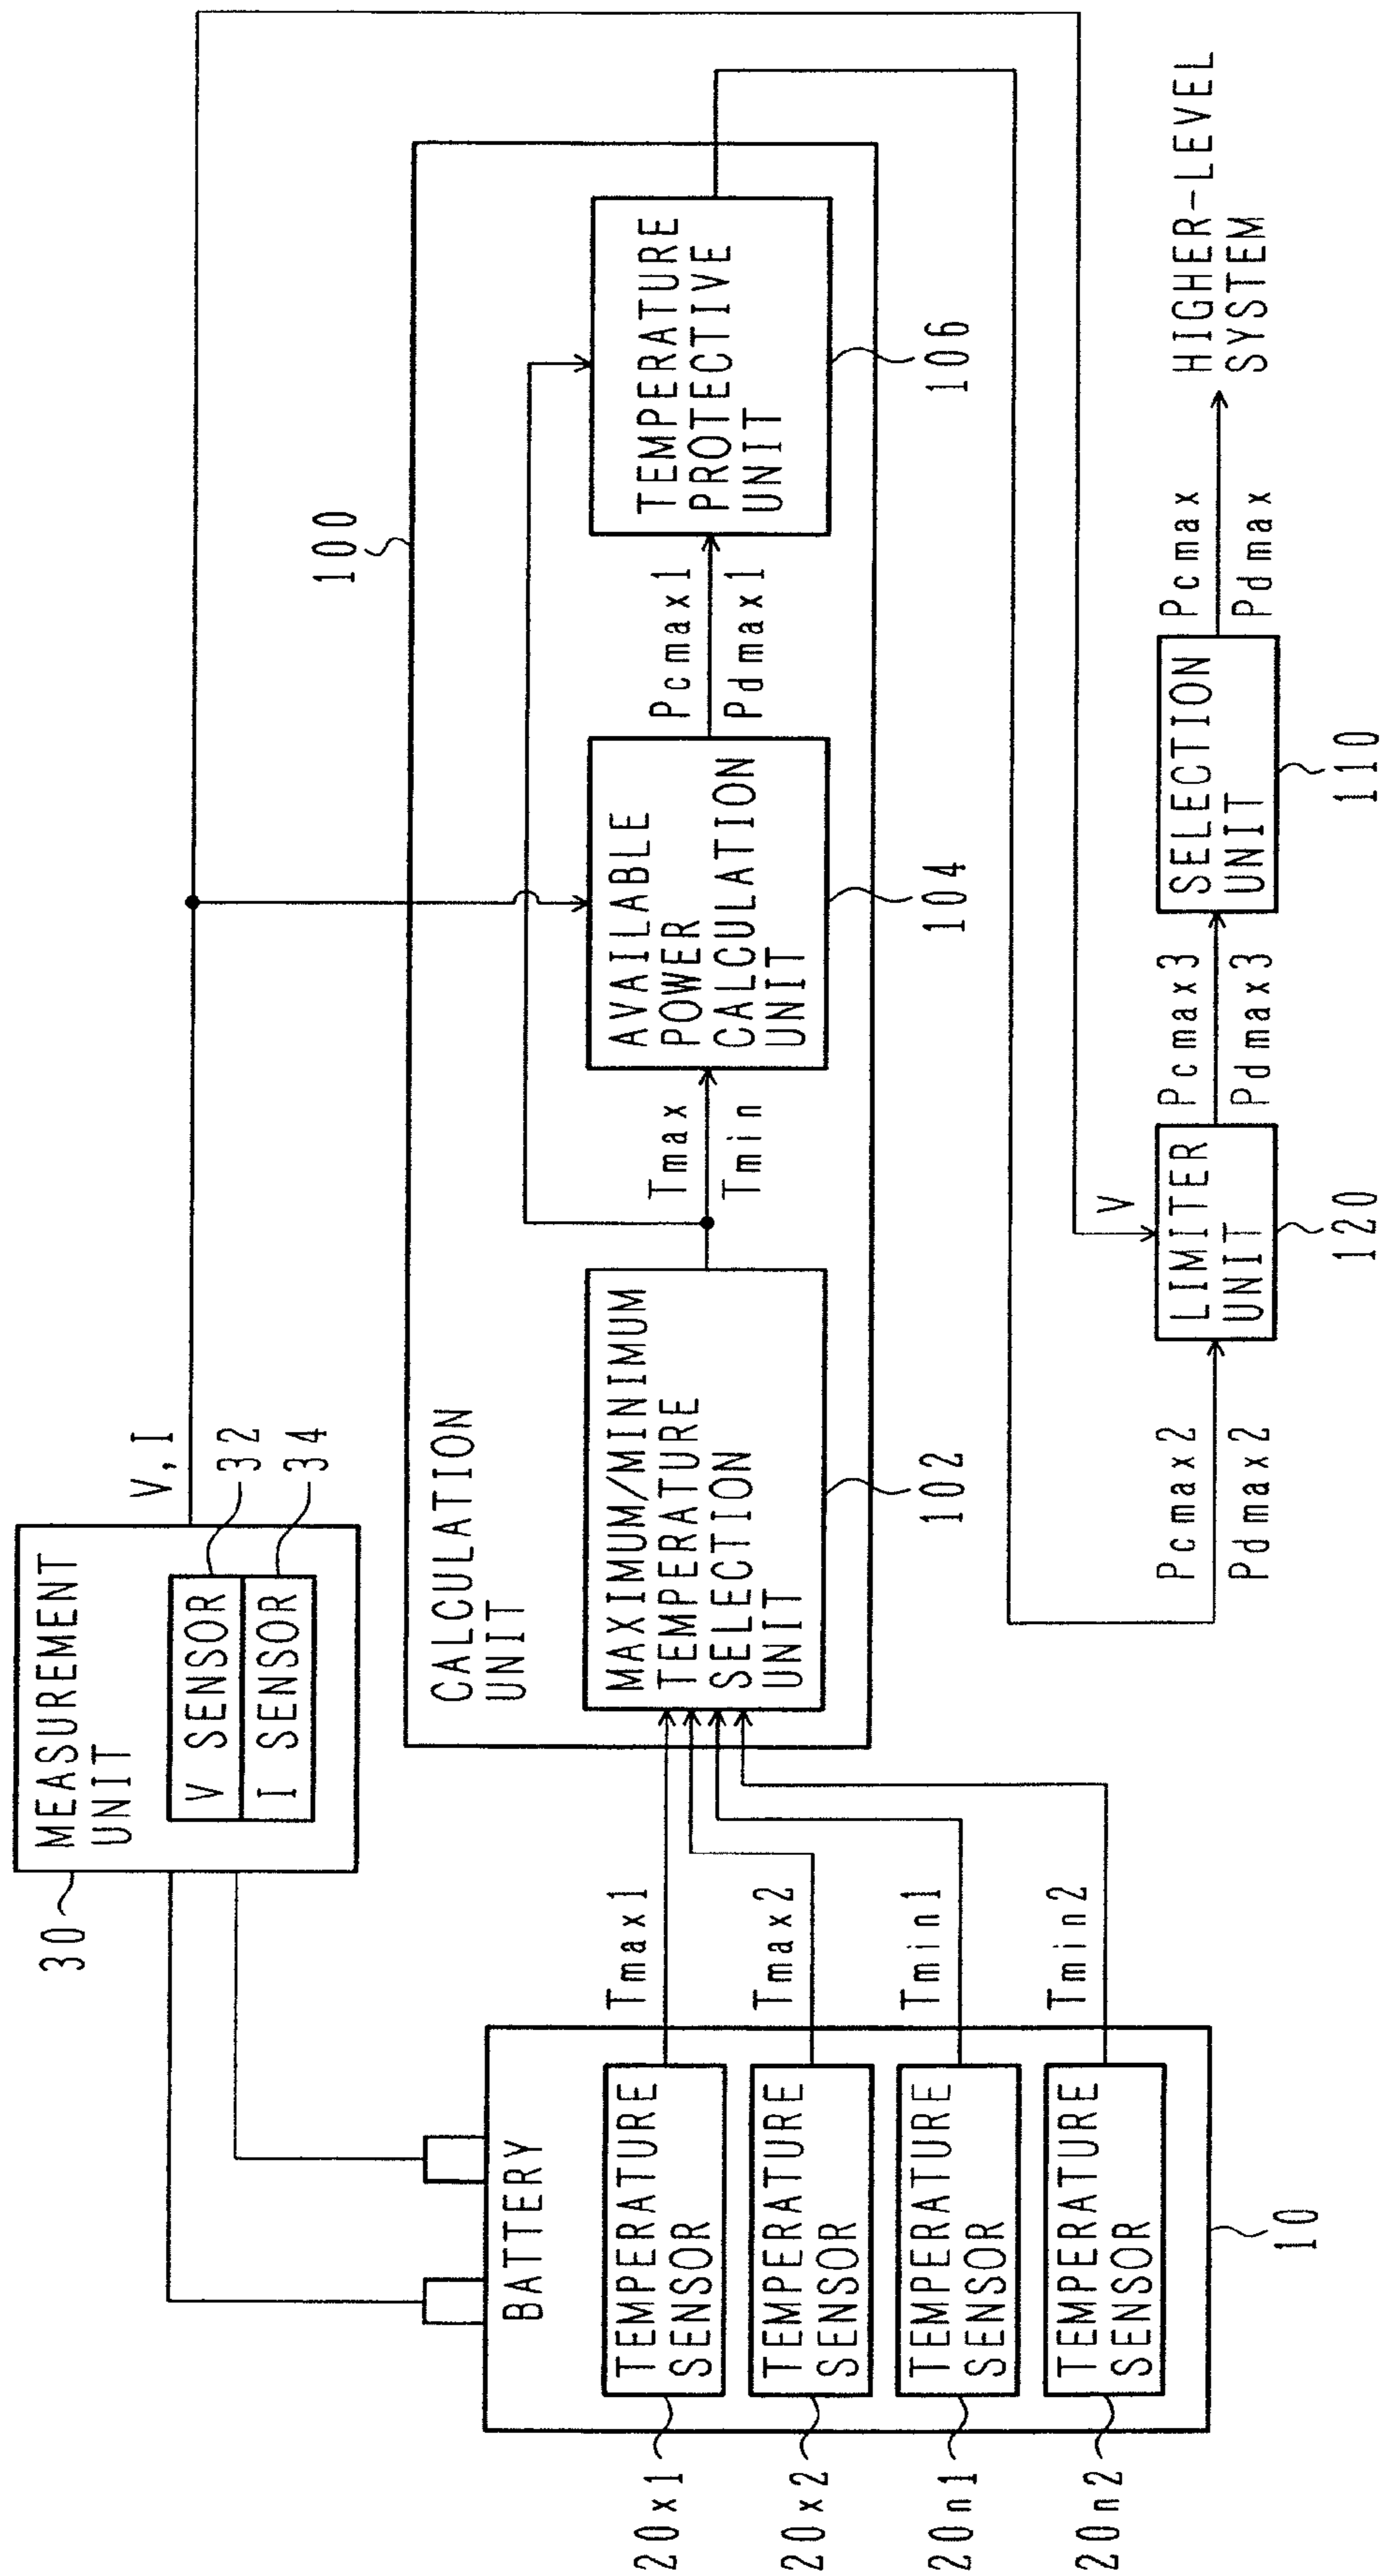 30
MEASUREMENT
UNIT
V SENSOR
I SENSOR
32
34
V, I
100
CALCULATION
UNIT
MAXIMUM/MINIMUM
TEMPERATURE
SELECTION
UNIT
102
Tmax
Tmin
AVAILABLE
POWER
CALCULATION
UNIT
104
Pcmax1
Pdmax1
TEMPERATURE
PROTECTIVE
UNIT
106
BATTERY
10
TEMPERATURE
SENSOR
20x1
Tmax1
TEMPERATURE
SENSOR
20x2
Tmax2
TEMPERATURE
SENSOR
20n1
Tmin1
TEMPERATURE
SENSOR
20n2
Tmin2
Pcmax2
Pdmax2
V
LIMITER
UNIT
120
Pcmax3
Pdmax3
SELECTION
UNIT
110
Pcmax
Pdmax
HIGHER-LEVEL
SYSTEM